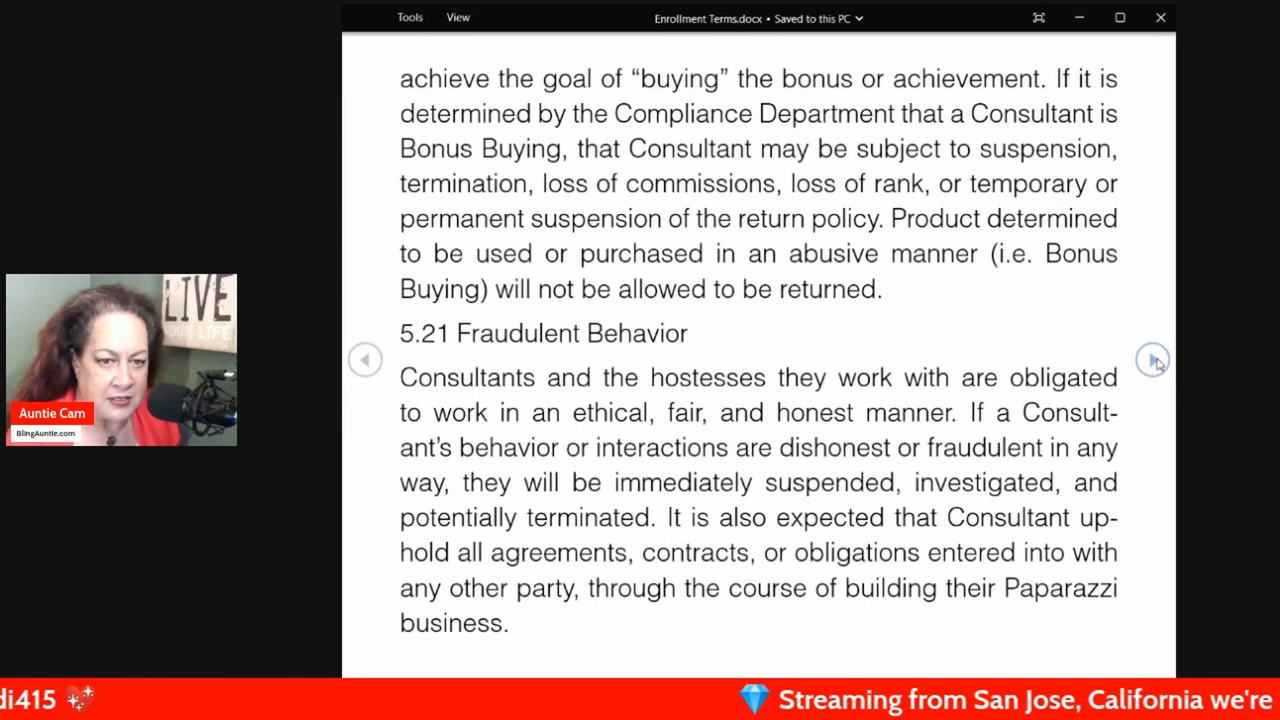 Tools View Enrollment Terms.docx • Saved to this PC
achieve the goal of “buying” the bonus or achievement. If it is
determined by the Compliance Department that a Consultant is
Bonus Buying, that Consultant may be subject to suspension,
termination, loss of commissions, loss of rank, or temporary or
permanent suspension of the return policy. Product determined
to be used or purchased in an abusive manner (i.e. Bonus
Buying) will not be allowed to be returned.
5.21 Fraudulent Behavior
Consultants and the hostesses they work with are obligated
to work in an ethical, fair, and honest manner. If a Consult-
ant’s behavior or interactions are dishonest or fraudulent in any
way, they will be immediately suspended, investigated, and
potentially terminated. It is also expected that Consultant up-
hold all agreements, contracts, or obligations entered into with
any other party, through the course of building their Paparazzi
business.
LIVE
YOUR LIFE
Auntie Cam
BlingAuntie.com
di415 💖 💎 Streaming from San Jose, California we're